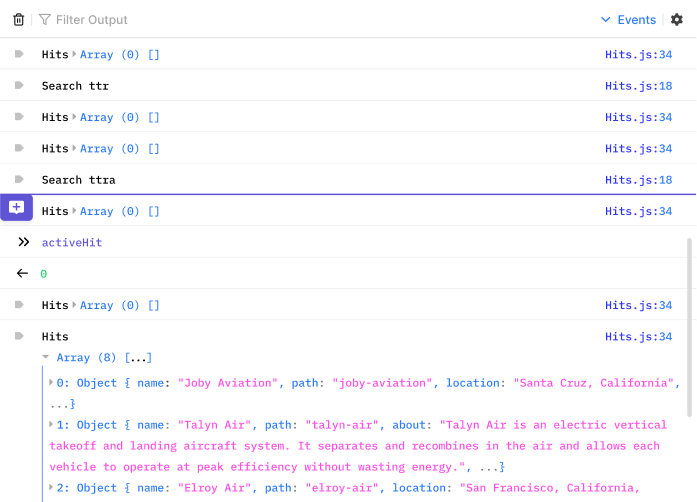 Filter Output Events
Hits Array (0) [] Hits.js:34
Search ttr Hits.js:18
Hits Array (0) [] Hits.js:34
Hits Array (0) [] Hits.js:34
Search ttra Hits.js:18
Hits Array (0) [] Hits.js:34
activeHit
0
Hits Array (0) [] Hits.js:34
Hits Hits.js:34
Array (8) […]
0: Object { name: "Joby Aviation", path: "joby-aviation", location: "Santa Cruz, California",
...}
1: Object { name: "Talyn Air", path: "talyn-air", about: "Talyn Air is an electric vertical
takeoff and landing aircraft system. It separates and recombines in the air and allows each
vehicle to operate at peak efficiency without wasting energy.", ...}
2: Object { name: "Elroy Air", path: "elroy-air", location: "San Francisco, California,